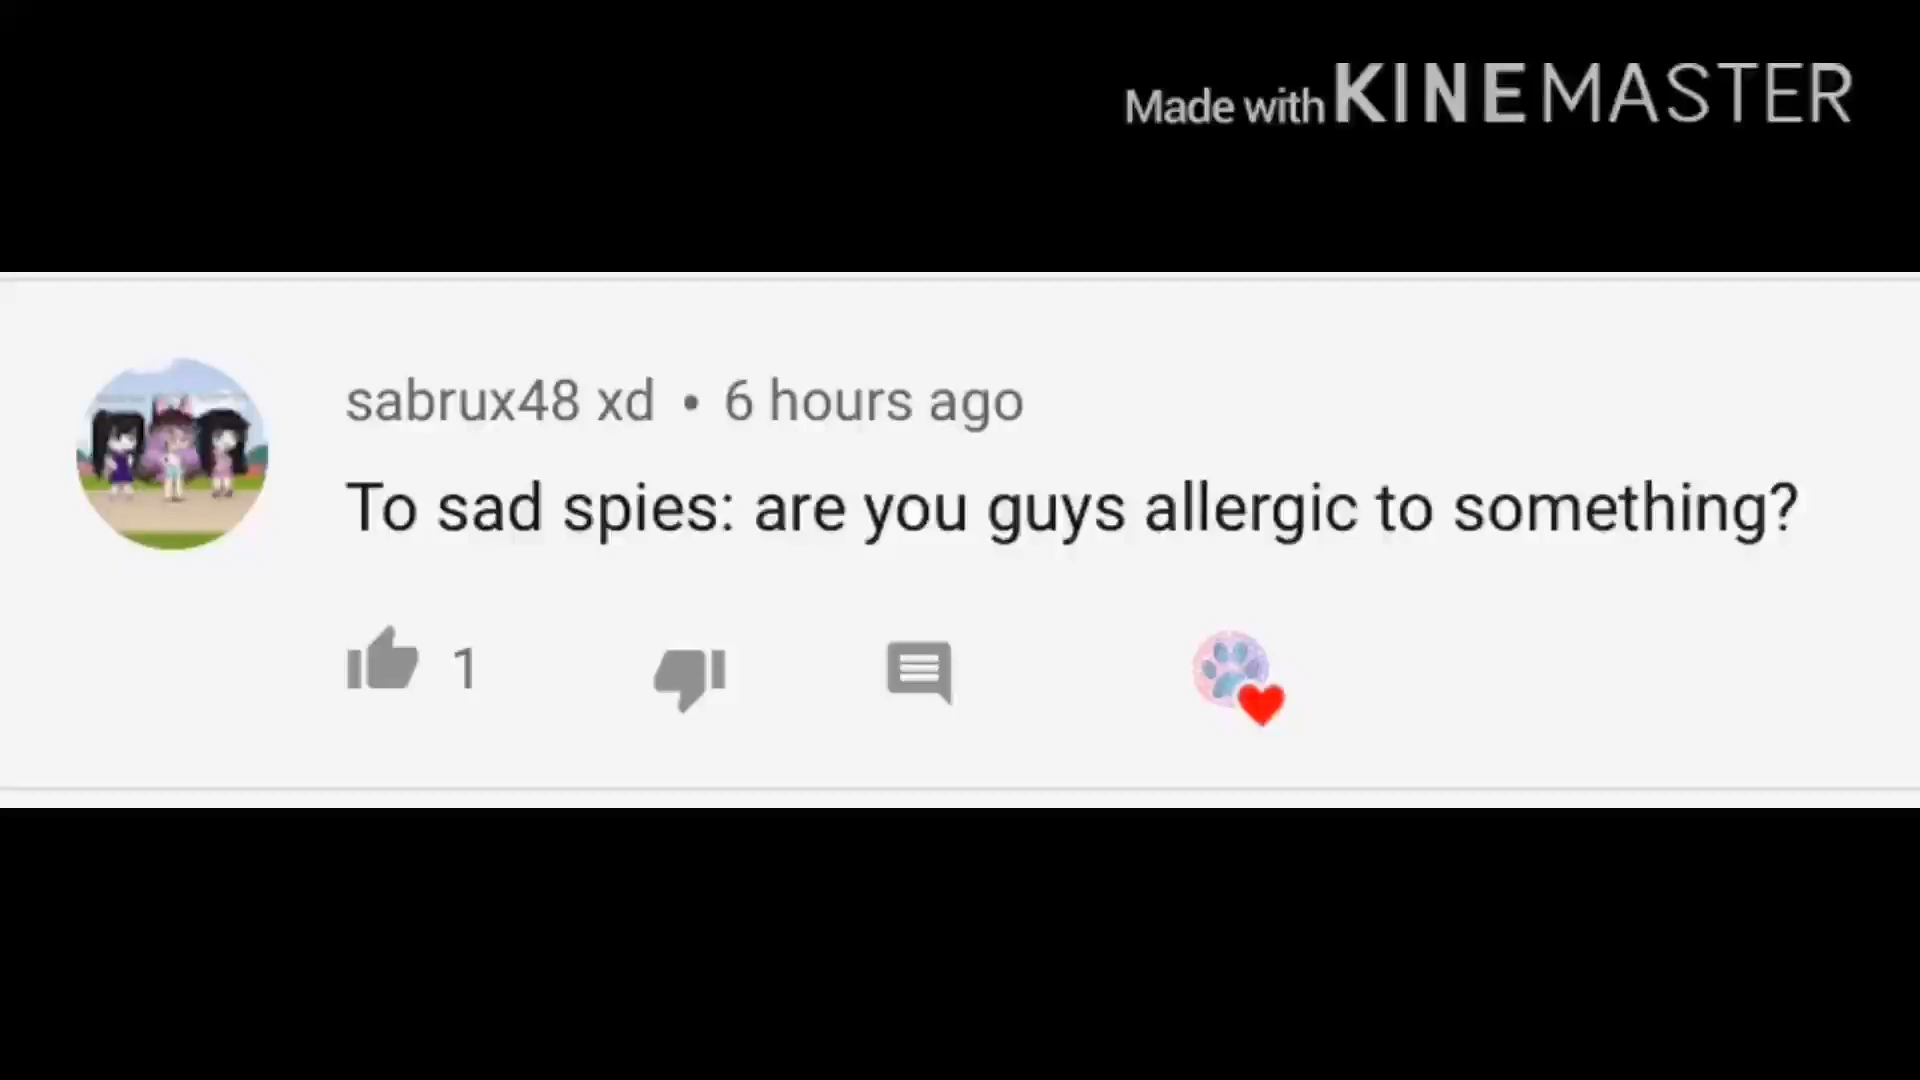 Made with KINEMASTER
sabrux48 xd • 6 hours ago
To sad spies: are you guys allergic to something?
1